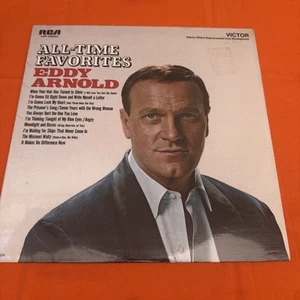 RCA
VICTOR
ALL-TIME
FAVORITES
EDDY
ARNOLD
When Your Hair Has Turned to Silver
I'm Gonna Sit Right Down and Write Myself a Letter
I'm Gonna Lock My Heart
The Prisoner's Song/Seven Years with the Wrong Woman
You Always Hurt the One You Love
I'm Thinking Tonight of My Blue Eyes/Angry
Moonlight and Roses
I'm Waiting for Ships That Never Come In
The Missouri Waltz
It Makes No Difference Now